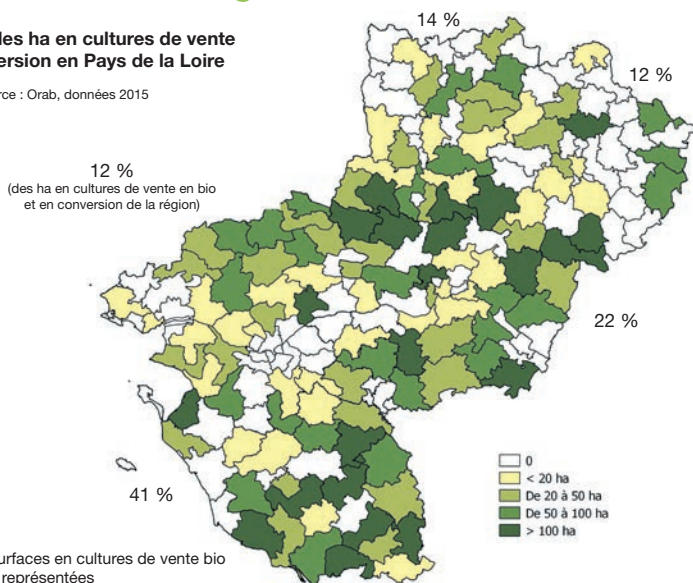 14 %
des ha en cultures de vente
ersion en Pays de la Loire
12 %
rce : Orab, données 2015
12 %
(des ha en cultures de vente en bio
et en conversion de la région)
22 %
41 %
0
< 20 ha
De 20 à 50 ha
De 50 à 100 ha
> 100 ha
urfaces en cultures de vente bio
représentées